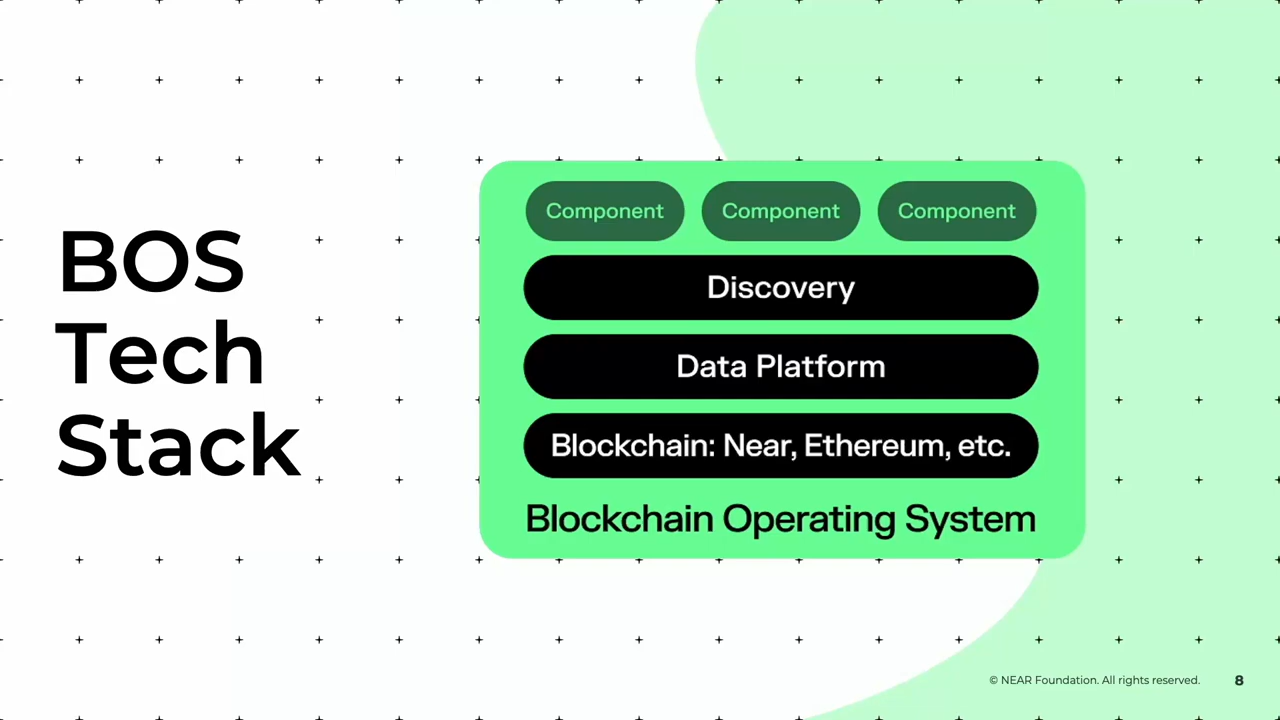 BOS
Tech
Stack
Component Component Component
Discovery
Data Platform
Blockchain: Near, Ethereum, etc.
Blockchain Operating System
© NEAR Foundation. All rights reserved. 8